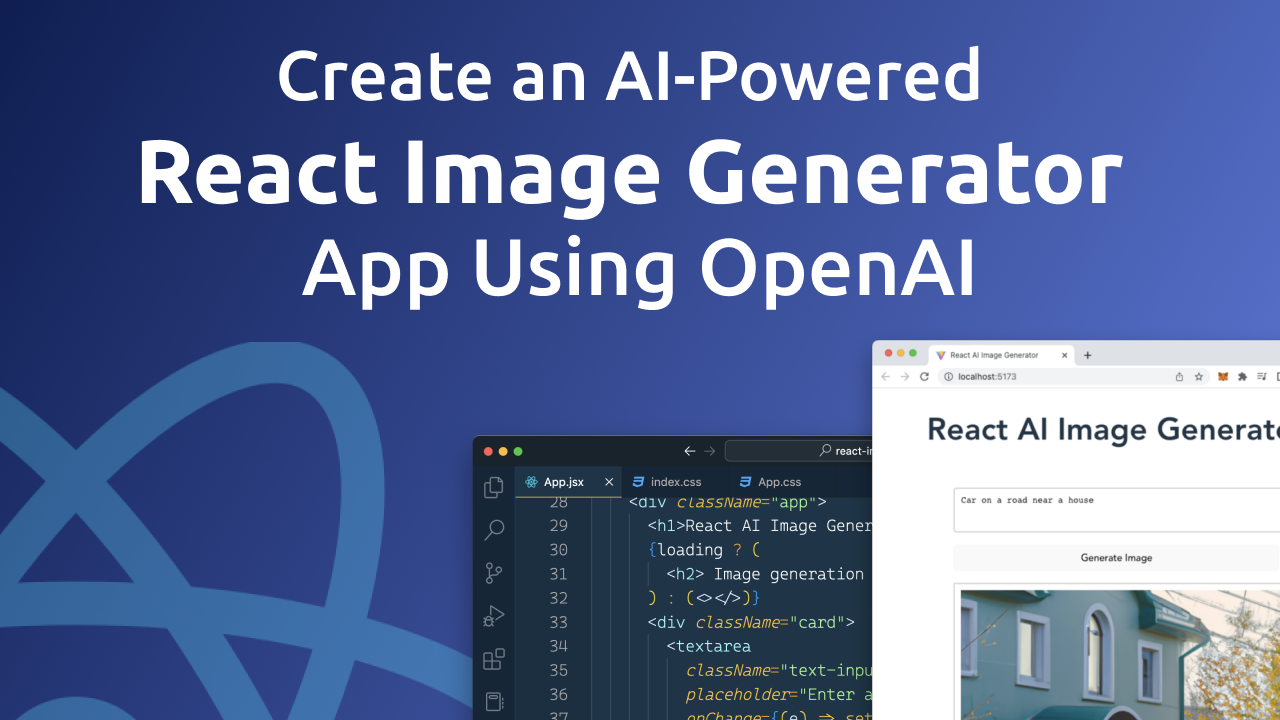 Create an AI-Powered
React Image Generator
App Using OpenAI
React AI Image Generator
localhost:5173
React AI Image
Car on a road near a house
Generate Image
App.jsx
index.css
App.css
28 <div className="app">
29 <h1>React AI Image
30 {loading ? (
31 <h2> Image generation
32 ) : (<></>)}
33 <div className="card">
34 <textarea
35 className="text-inpu
36 placeholder="Enter a
37 onChange={(e) => set